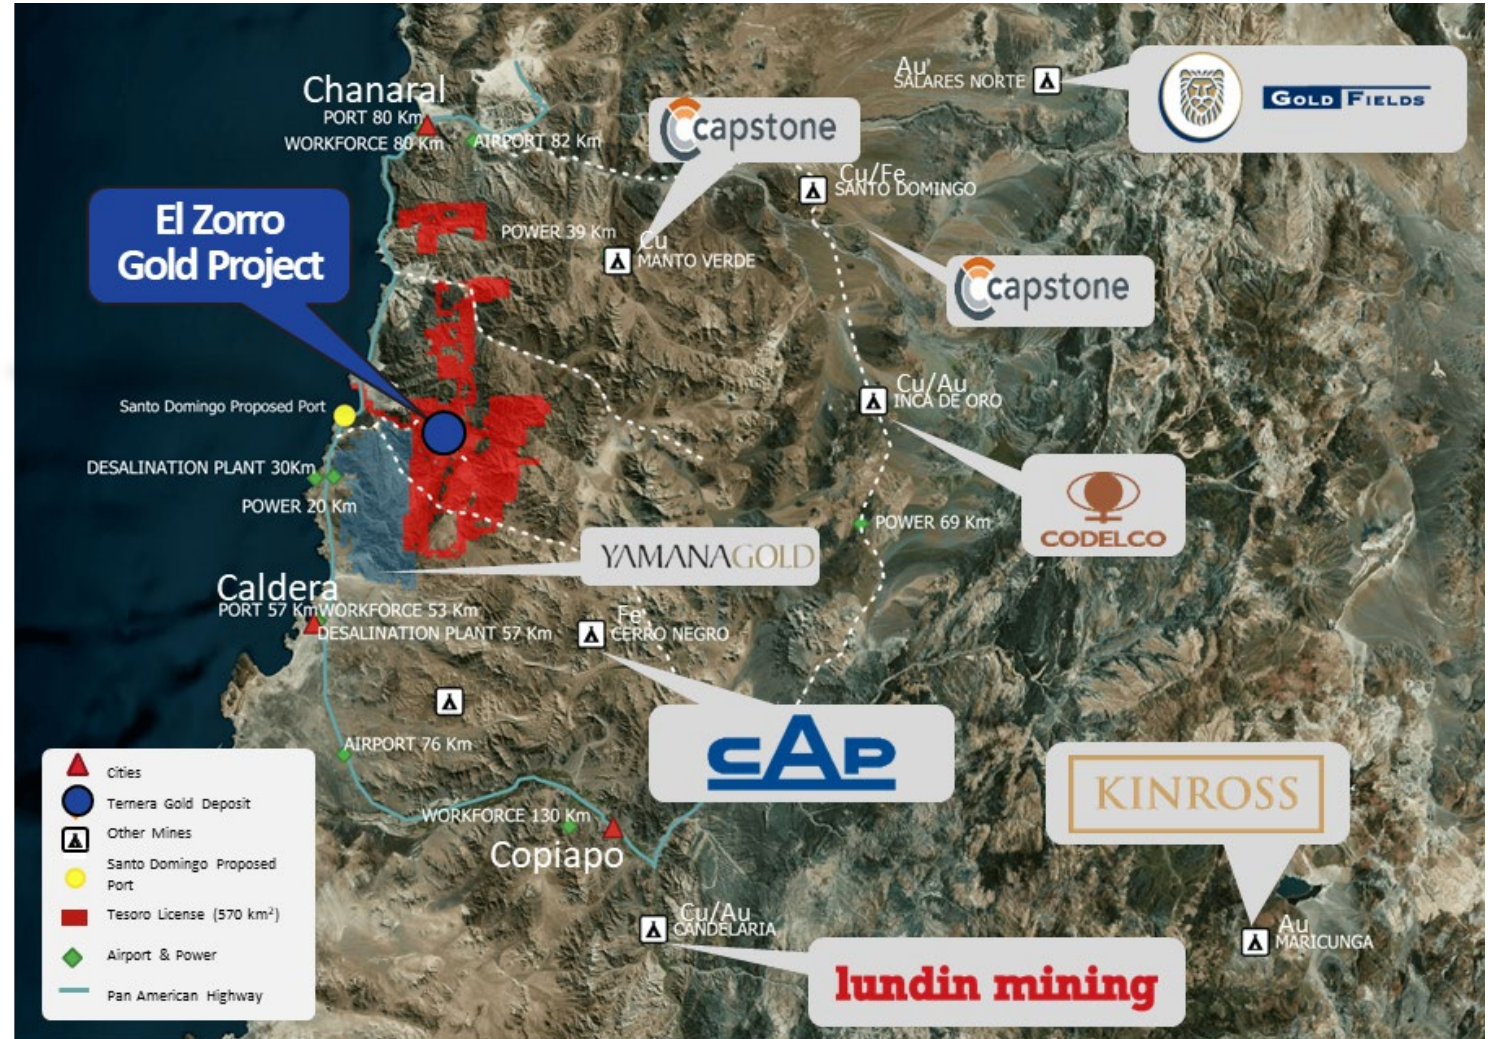 Chanaral
PORT 80 Km
WORKFORCE 80 Km
AIRPORT 82 Km
capstone
Au
SALARES NORTE
GOLD FIELDS
Cu/Fe
SANTO DOMINGO
El Zorro
Gold Project
POWER 39 Km
Cu
MANTO VERDE
capstone
Santo Domingo Proposed Port
Cu/Au
INCA DE ORO
DESALINATION PLANT 30Km
POWER 20 Km
CODELCO
POWER 69 Km
YAMANAGOLD
Caldera
PORT 57 Km
WORKFORCE 53 Km
DESALINATION PLANT 57 Km
Fe
CERRO NEGRO
CAP
AIRPORT 76 Km
KINROSS
WORKFORCE 130 Km
Copiapo
Cu/Au
CANDELARIA
lundin mining
Au
MARICUNGA
Cities
Ternera Gold Deposit
Other Mines
Santo Domingo Proposed
Port
Tesoro License (570 km²)
Airport & Power
Pan American Highway